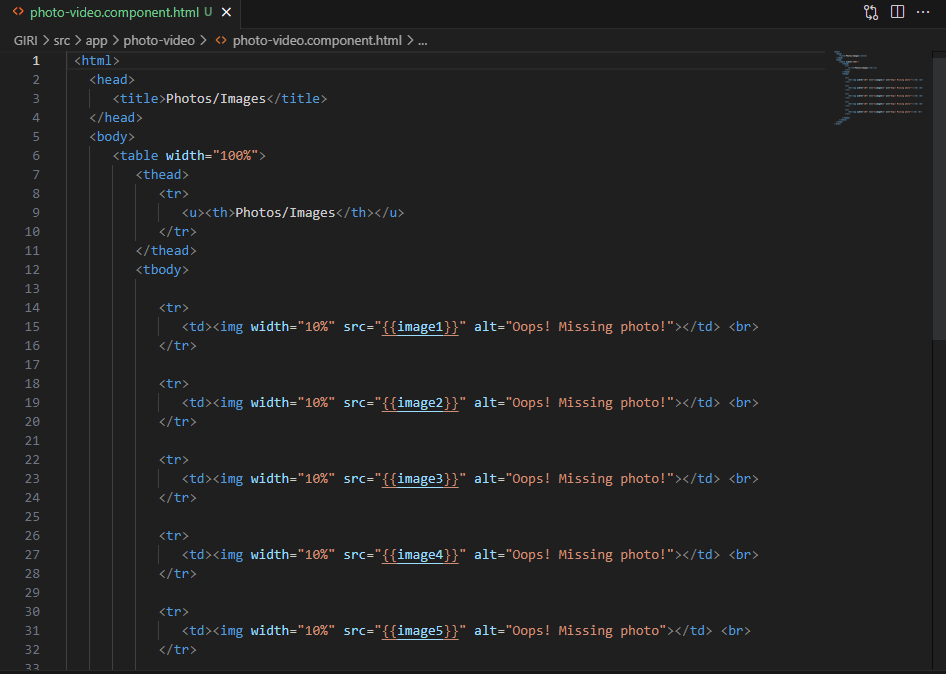 photo-video.component.html U
GIRI > src > app > photo-video > photo-video.component.html > ...
1 <html>
2 <head>
3 <title>Photos/Images</title>
4 </head>
5 <body>
6 <table width="100%">
7 <thead>
8 <tr>
9 <u><th>Photos/Images</th></u>
10 </tr>
11 </thead>
12 <tbody>
13
14 <tr>
15 <td><img width="10%" src="{{image1}}" alt="Oops! Missing photo!"></td> <br>
16 </tr>
17
18 <tr>
19 <td><img width="10%" src="{{image2}}" alt="Oops! Missing photo!"></td> <br>
20 </tr>
21
22 <tr>
23 <td><img width="10%" src="{{image3}}" alt="Oops! Missing photo!"></td> <br>
24 </tr>
25
26 <tr>
27 <td><img width="10%" src="{{image4}}" alt="Oops! Missing photo!"></td> <br>
28 </tr>
29
30 <tr>
31 <td><img width="10%" src="{{image5}}" alt="Oops! Missing photo"></td> <br>
32 </tr>
33